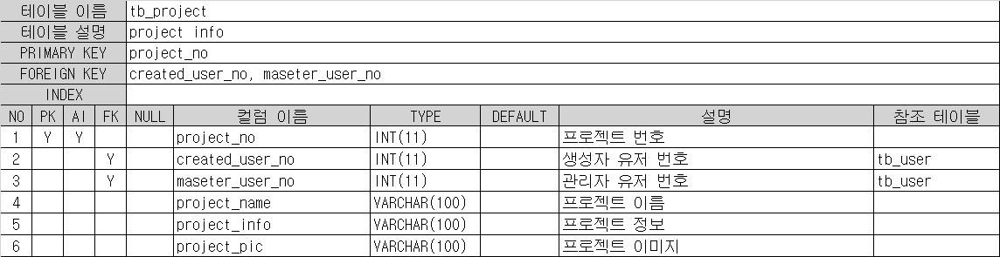 테이블 이름 tb_project
테이블 설명 project info
PRIMARY KEY project_no
FOREIGN KEY created_user_no, maseter_user_no
INDEX
NO PK AI FK NULL 컬럼 이름 TYPE DEFAULT 설명 참조 테이블
1 Y Y project_no INT(11) 프로젝트 번호
2 Y created_user_no INT(11) 생성자 유저 번호 tb_user
3 Y maseter_user_no INT(11) 관리자 유저 번호 tb_user
4 project_name VARCHAR(100) 프로젝트 이름
5 project_info VARCHAR(100) 프로젝트 정보
6 project_pic VARCHAR(100) 프로젝트 이미지